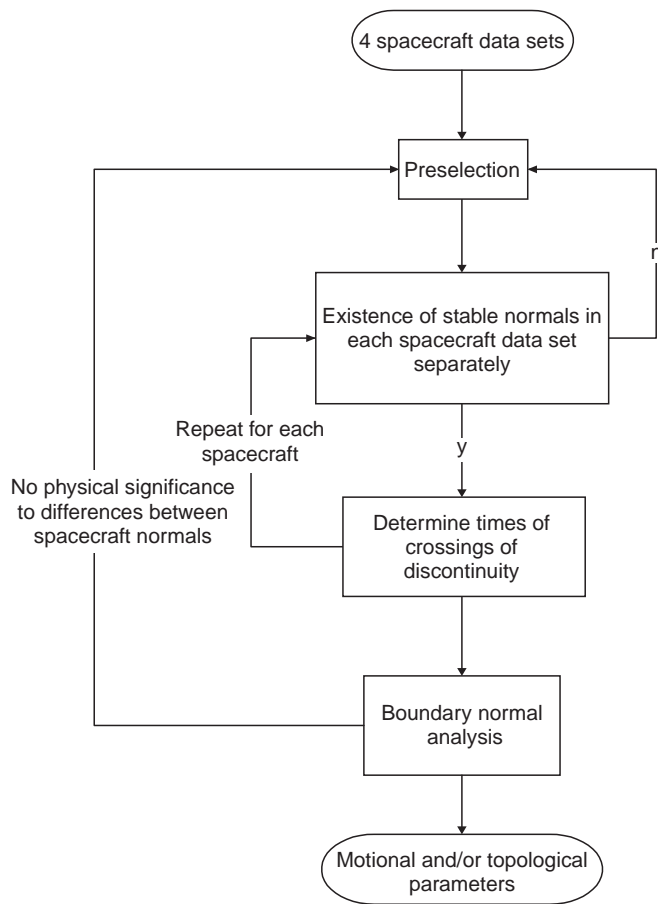 4 spacecraft data sets
Preselection
n
Existence of stable normals in
each spacecraft data set
separately
Repeat for each
spacecraft
y
No physical significance
to differences between
spacecraft normals
Determine times of
crossings of
discontinuity
Boundary normal
analysis
Motional and/or topological
parameters